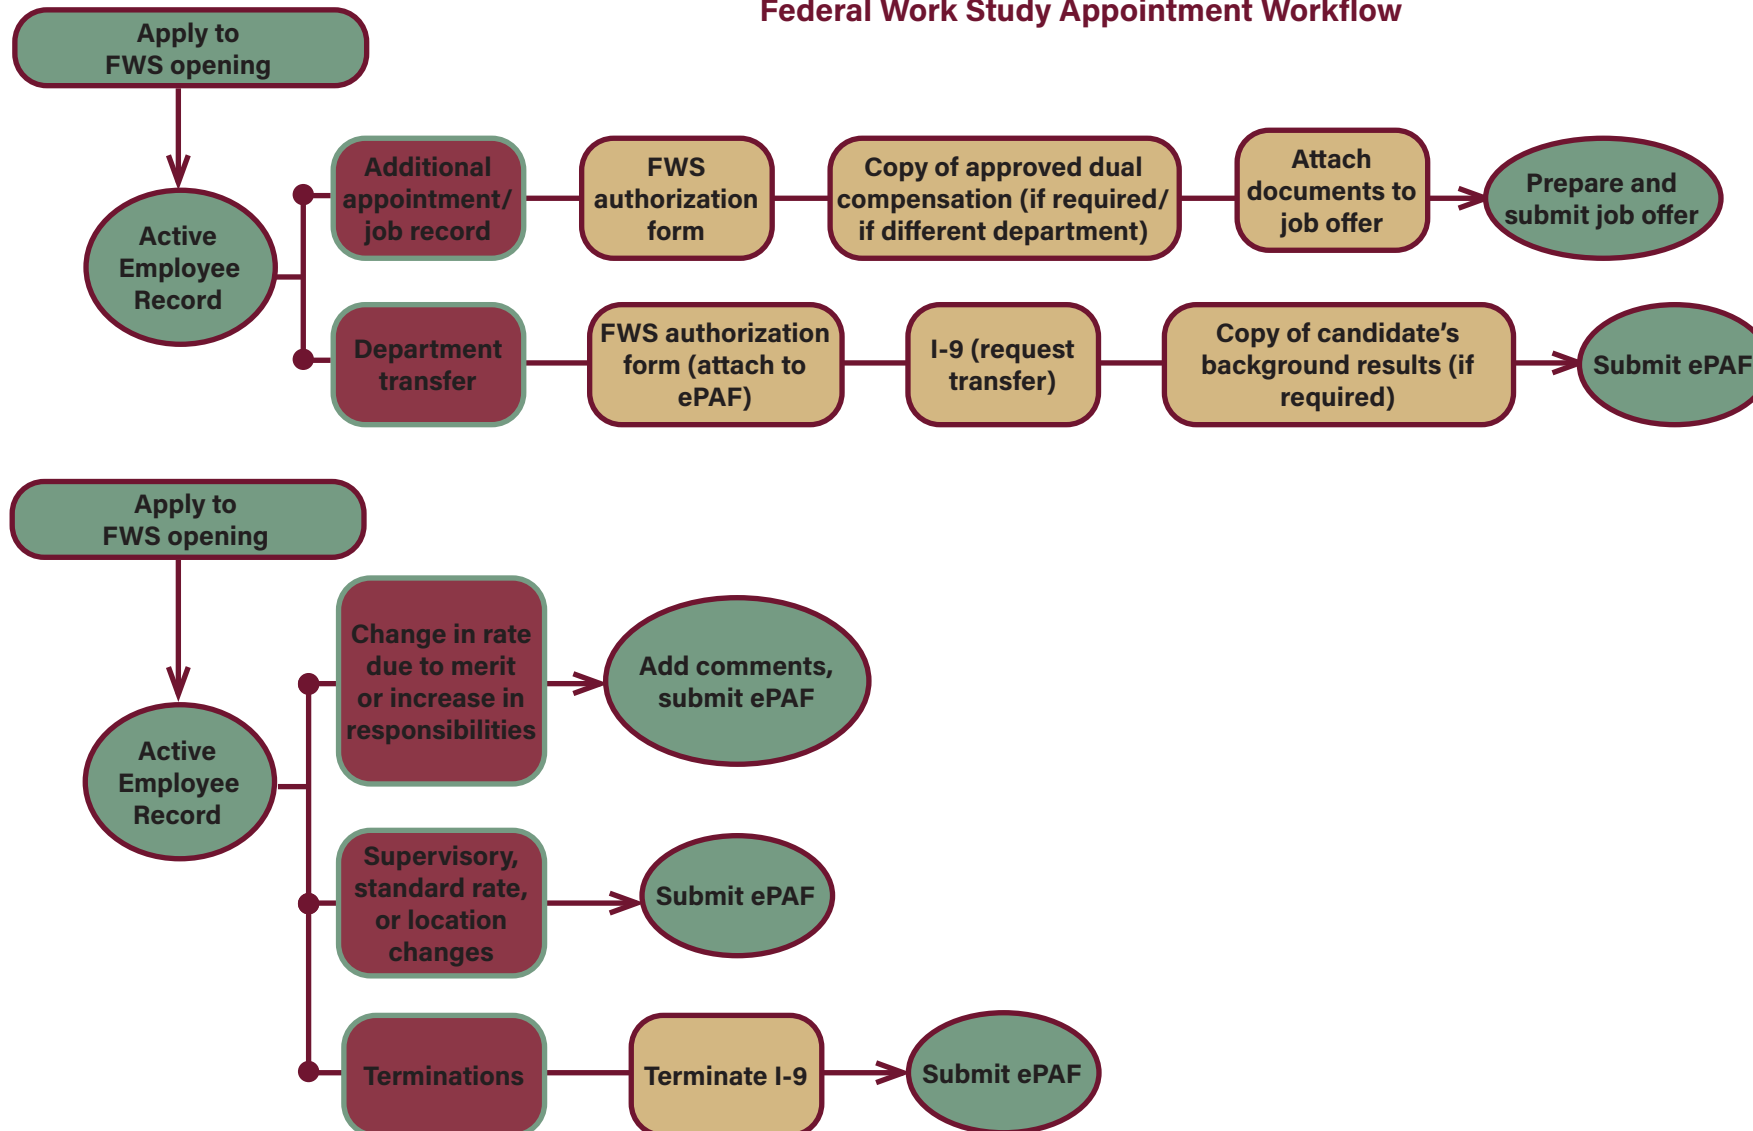 Federal Work Study Appointment Workflow
Apply to
FWS opening
Active
Employee
Record
Additional
appointment/
job record
FWS
authorization
form
Copy of approved dual
compensation (if required/
if different department)
Attach
documents to
job offer
Prepare and
submit job offer
Department
transfer
FWS authorization
form (attach to
ePAF)
I-9 (request
transfer)
Copy of candidate’s
background results (if
required)
Submit ePAF
Apply to
FWS opening
Active
Employee
Record
Change in rate
due to merit
or increase in
responsibilities
Add comments,
submit ePAF
Supervisory,
standard rate,
or location
changes
Submit ePAF
Terminations
Terminate I-9
Submit ePAF